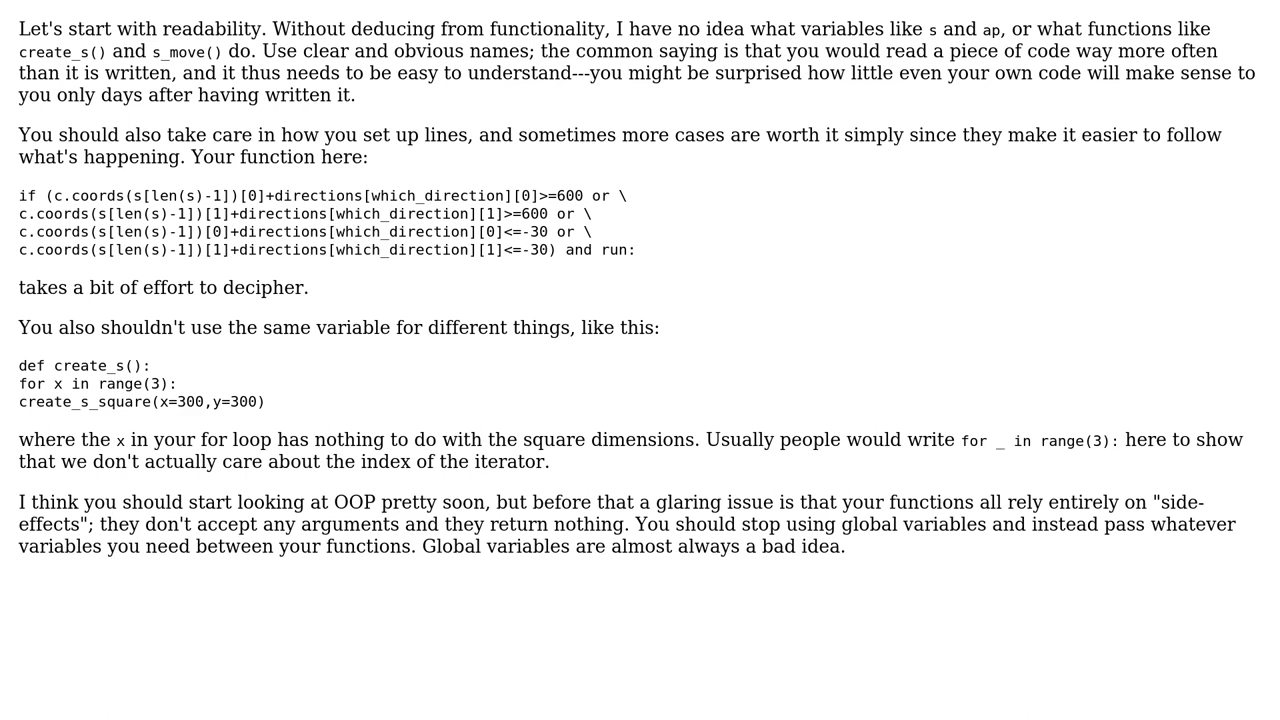 Let's start with readability. Without deducing from functionality, I have no idea what variables like s and ap, or what functions like
create_s() and s_move() do. Use clear and obvious names; the common saying is that you would read a piece of code way more often
than it is written, and it thus needs to be easy to understand---you might be surprised how little even your own code will make sense to
you only days after having written it.
You should also take care in how you set up lines, and sometimes more cases are worth it simply since they make it easier to follow
what's happening. Your function here:
if (c.coords(s[len(s)-1])[0]+directions[which_direction][0]>=600 or \
c.coords(s[len(s)-1])[1]+directions[which_direction][1]>=600 or \
c.coords(s[len(s)-1])[0]+directions[which_direction][0]<=-30 or \
c.coords(s[len(s)-1])[1]+directions[which_direction][1]<=-30) and run:
takes a bit of effort to decipher.
You also shouldn't use the same variable for different things, like this:
def create_s():
for x in range(3):
create_s_square(x=300,y=300)
where the x in your for loop has nothing to do with the square dimensions. Usually people would write for _ in range(3): here to show
that we don't actually care about the index of the iterator.
I think you should start looking at OOP pretty soon, but before that a glaring issue is that your functions all rely entirely on "side-
effects"; they don't accept any arguments and they return nothing. You should stop using global variables and instead pass whatever
variables you need between your functions. Global variables are almost always a bad idea.